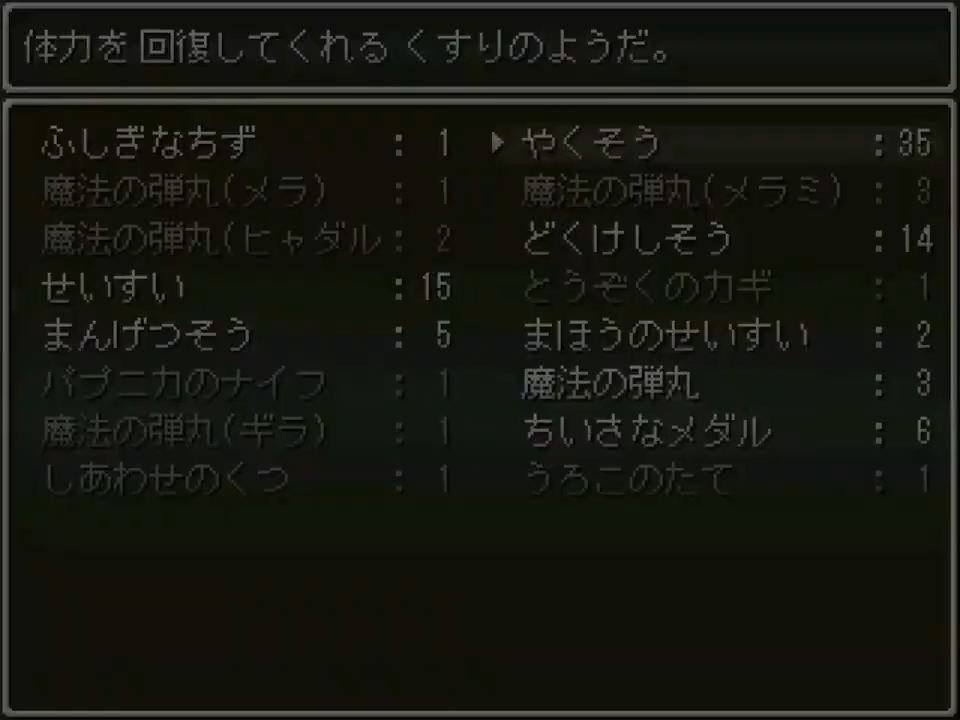 体力を 回復してくれる くすりのようだ。
ふしぎなちず : 1 やくそう : 35
魔法の弾丸(メラ) : 1 魔法の弾丸(メラミ) : 3
魔法の弾丸(ヒャダル : 2 どくけしそう : 14
せいすい : 15 とうぞくのカギ : 1
まんげつそう : 5 まほうのせいすい : 2
パプニカのナイフ : 1 魔法の弾丸 : 3
魔法の弾丸(ギラ) : 1 ちいさなメダル : 6
しあわせのくつ : 1 うろこのたて : 1